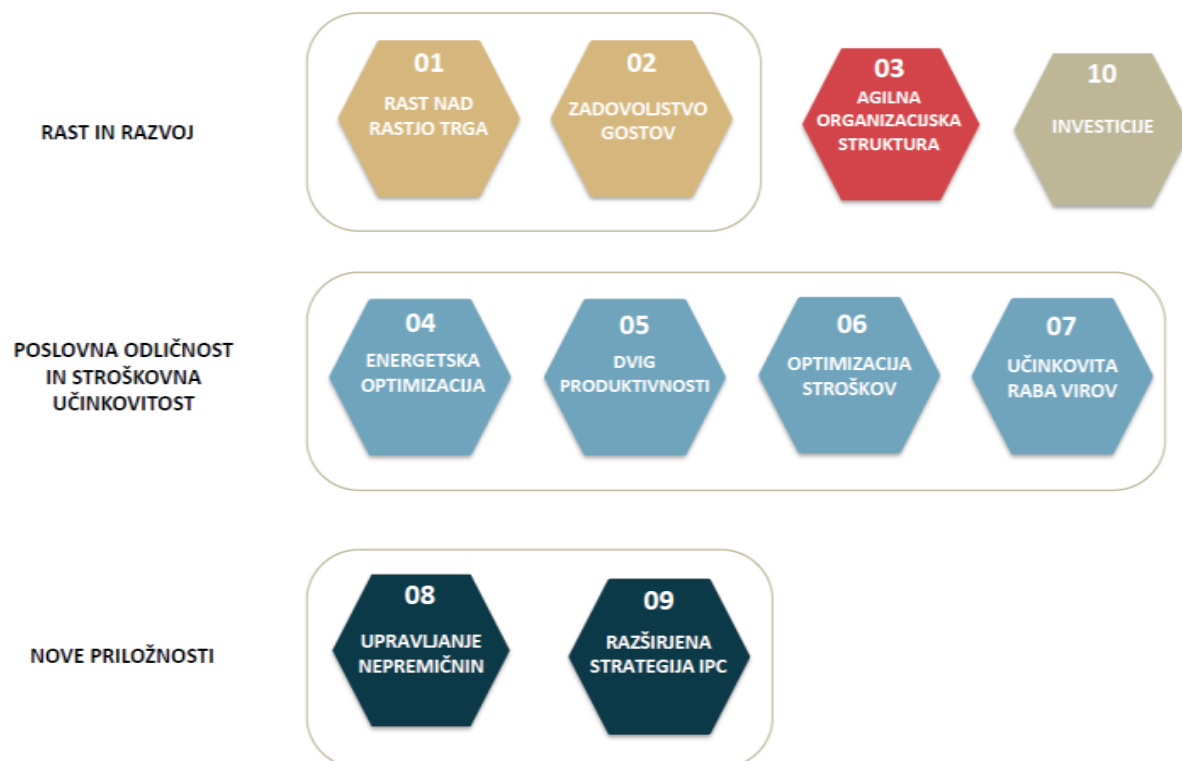 RAST IN RAZVOJ
01
RAST NAD
RASTJO TRGA
02
ZADOVOLJSTVO
GOSTOV
03
AGILNA
ORGANIZACIJSKA
STRUKTURA
10
INVESTICIJE
POSLOVNA ODLIČNOST
IN STROŠKOVNA
UČINKOVITOST
04
ENERGETSKA
OPTIMIZACIJA
05
DVIG
PRODUKTIVNOSTI
06
OPTIMIZACIJA
STROŠKOV
07
UČINKOVITA
RABA VIROV
NOVE PRILOŽNOSTI
08
UPRAVLJANJE
NEPREMIČNIN
09
RAZŠIRJENA
STRATEGIJA IPC